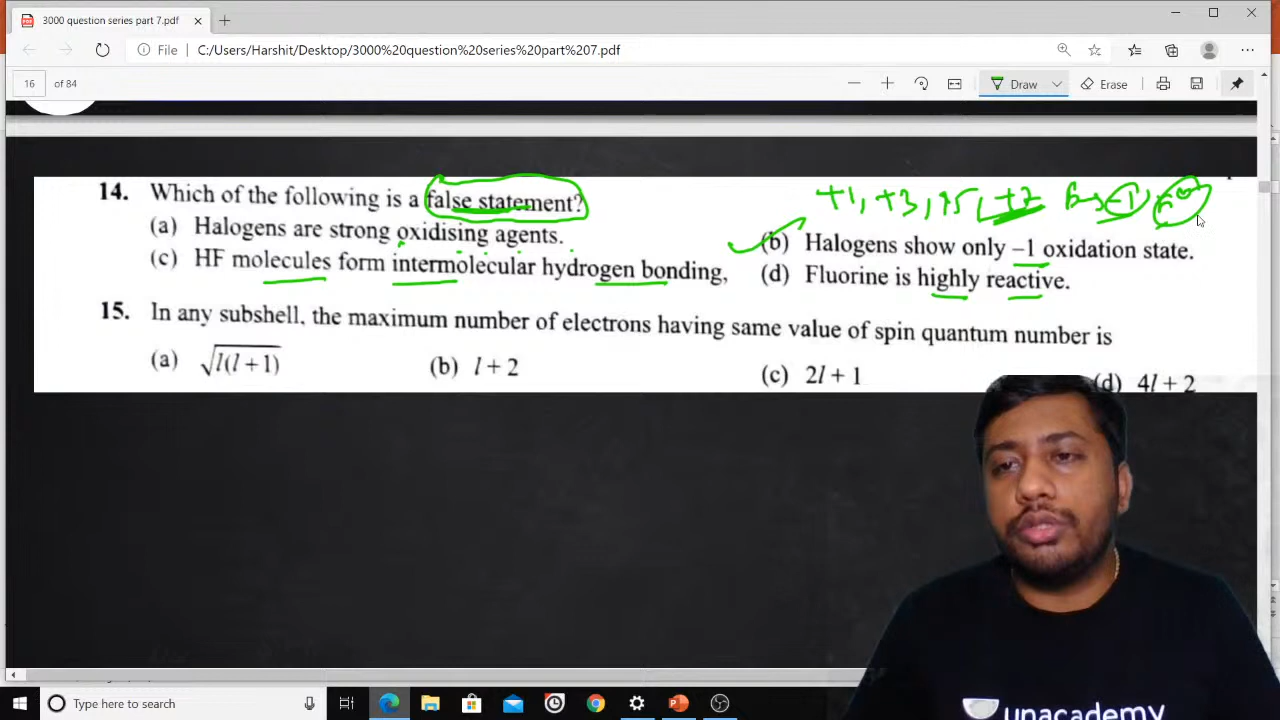 3000 question series part 7.pdf
File C:/Users/Harshit/Desktop/3000%20question%20series%20part%207.pdf
16 of 84 Draw Erase
+1, +3, +5, +7 -1
14. Which of the following is a false statement?
(a) Halogens are strong oxidising agents. (b) Halogens show only –1 oxidation state.
(c) HF molecules form intermolecular hydrogen bonding, (d) Fluorine is highly reactive.
15. In any subshell, the maximum number of electrons having same value of spin quantum number is
(a) √l(l + 1) (b) l + 2 (c) 2l + 1 (d) 4l + 2
unacademy
Type here to search